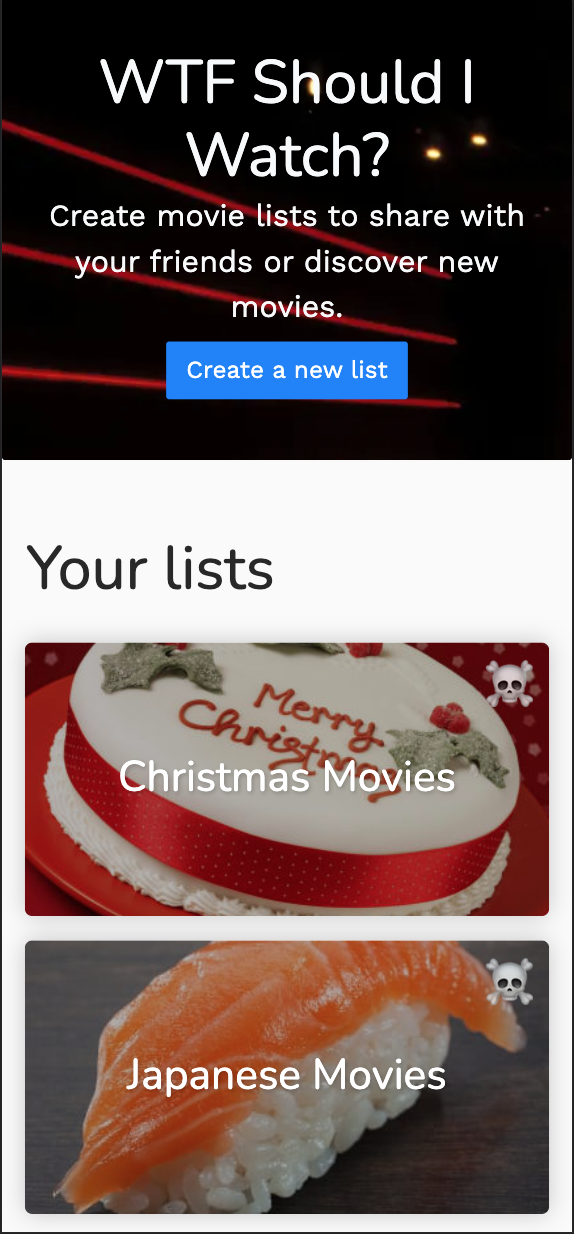 WTF Should I
Watch?
Create movie lists to share with
your friends or discover new
movies.
Create a new list
Your lists
Merry
Christmas
Christmas Movies
Japanese Movies